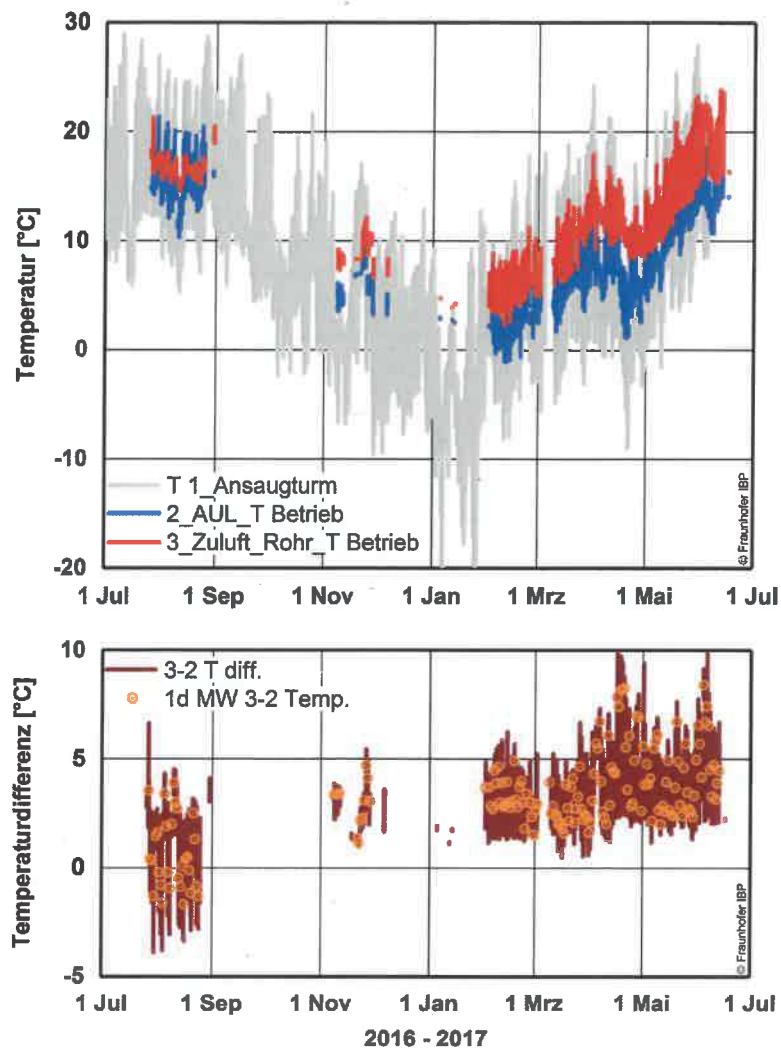 30
20
10
0
-10
-20
Temperatur [°C]
T 1_Ansaugturm
2_AUL_T Betrieb
3_Zuluft_Rohr_T Betrieb
© Fraunhofer IBP
1 Jul 1 Sep 1 Nov 1 Jan 1 Mrz 1 Mai 1 Jul
10
5
0
-5
Temperaturdifferenz [°C]
3-2 T diff.
1d MW 3-2 Temp.
© Fraunhofer IBP
1 Jul 1 Sep 1 Nov 1 Jan 1 Mrz 1 Mai 1 Jul
2016 - 2017